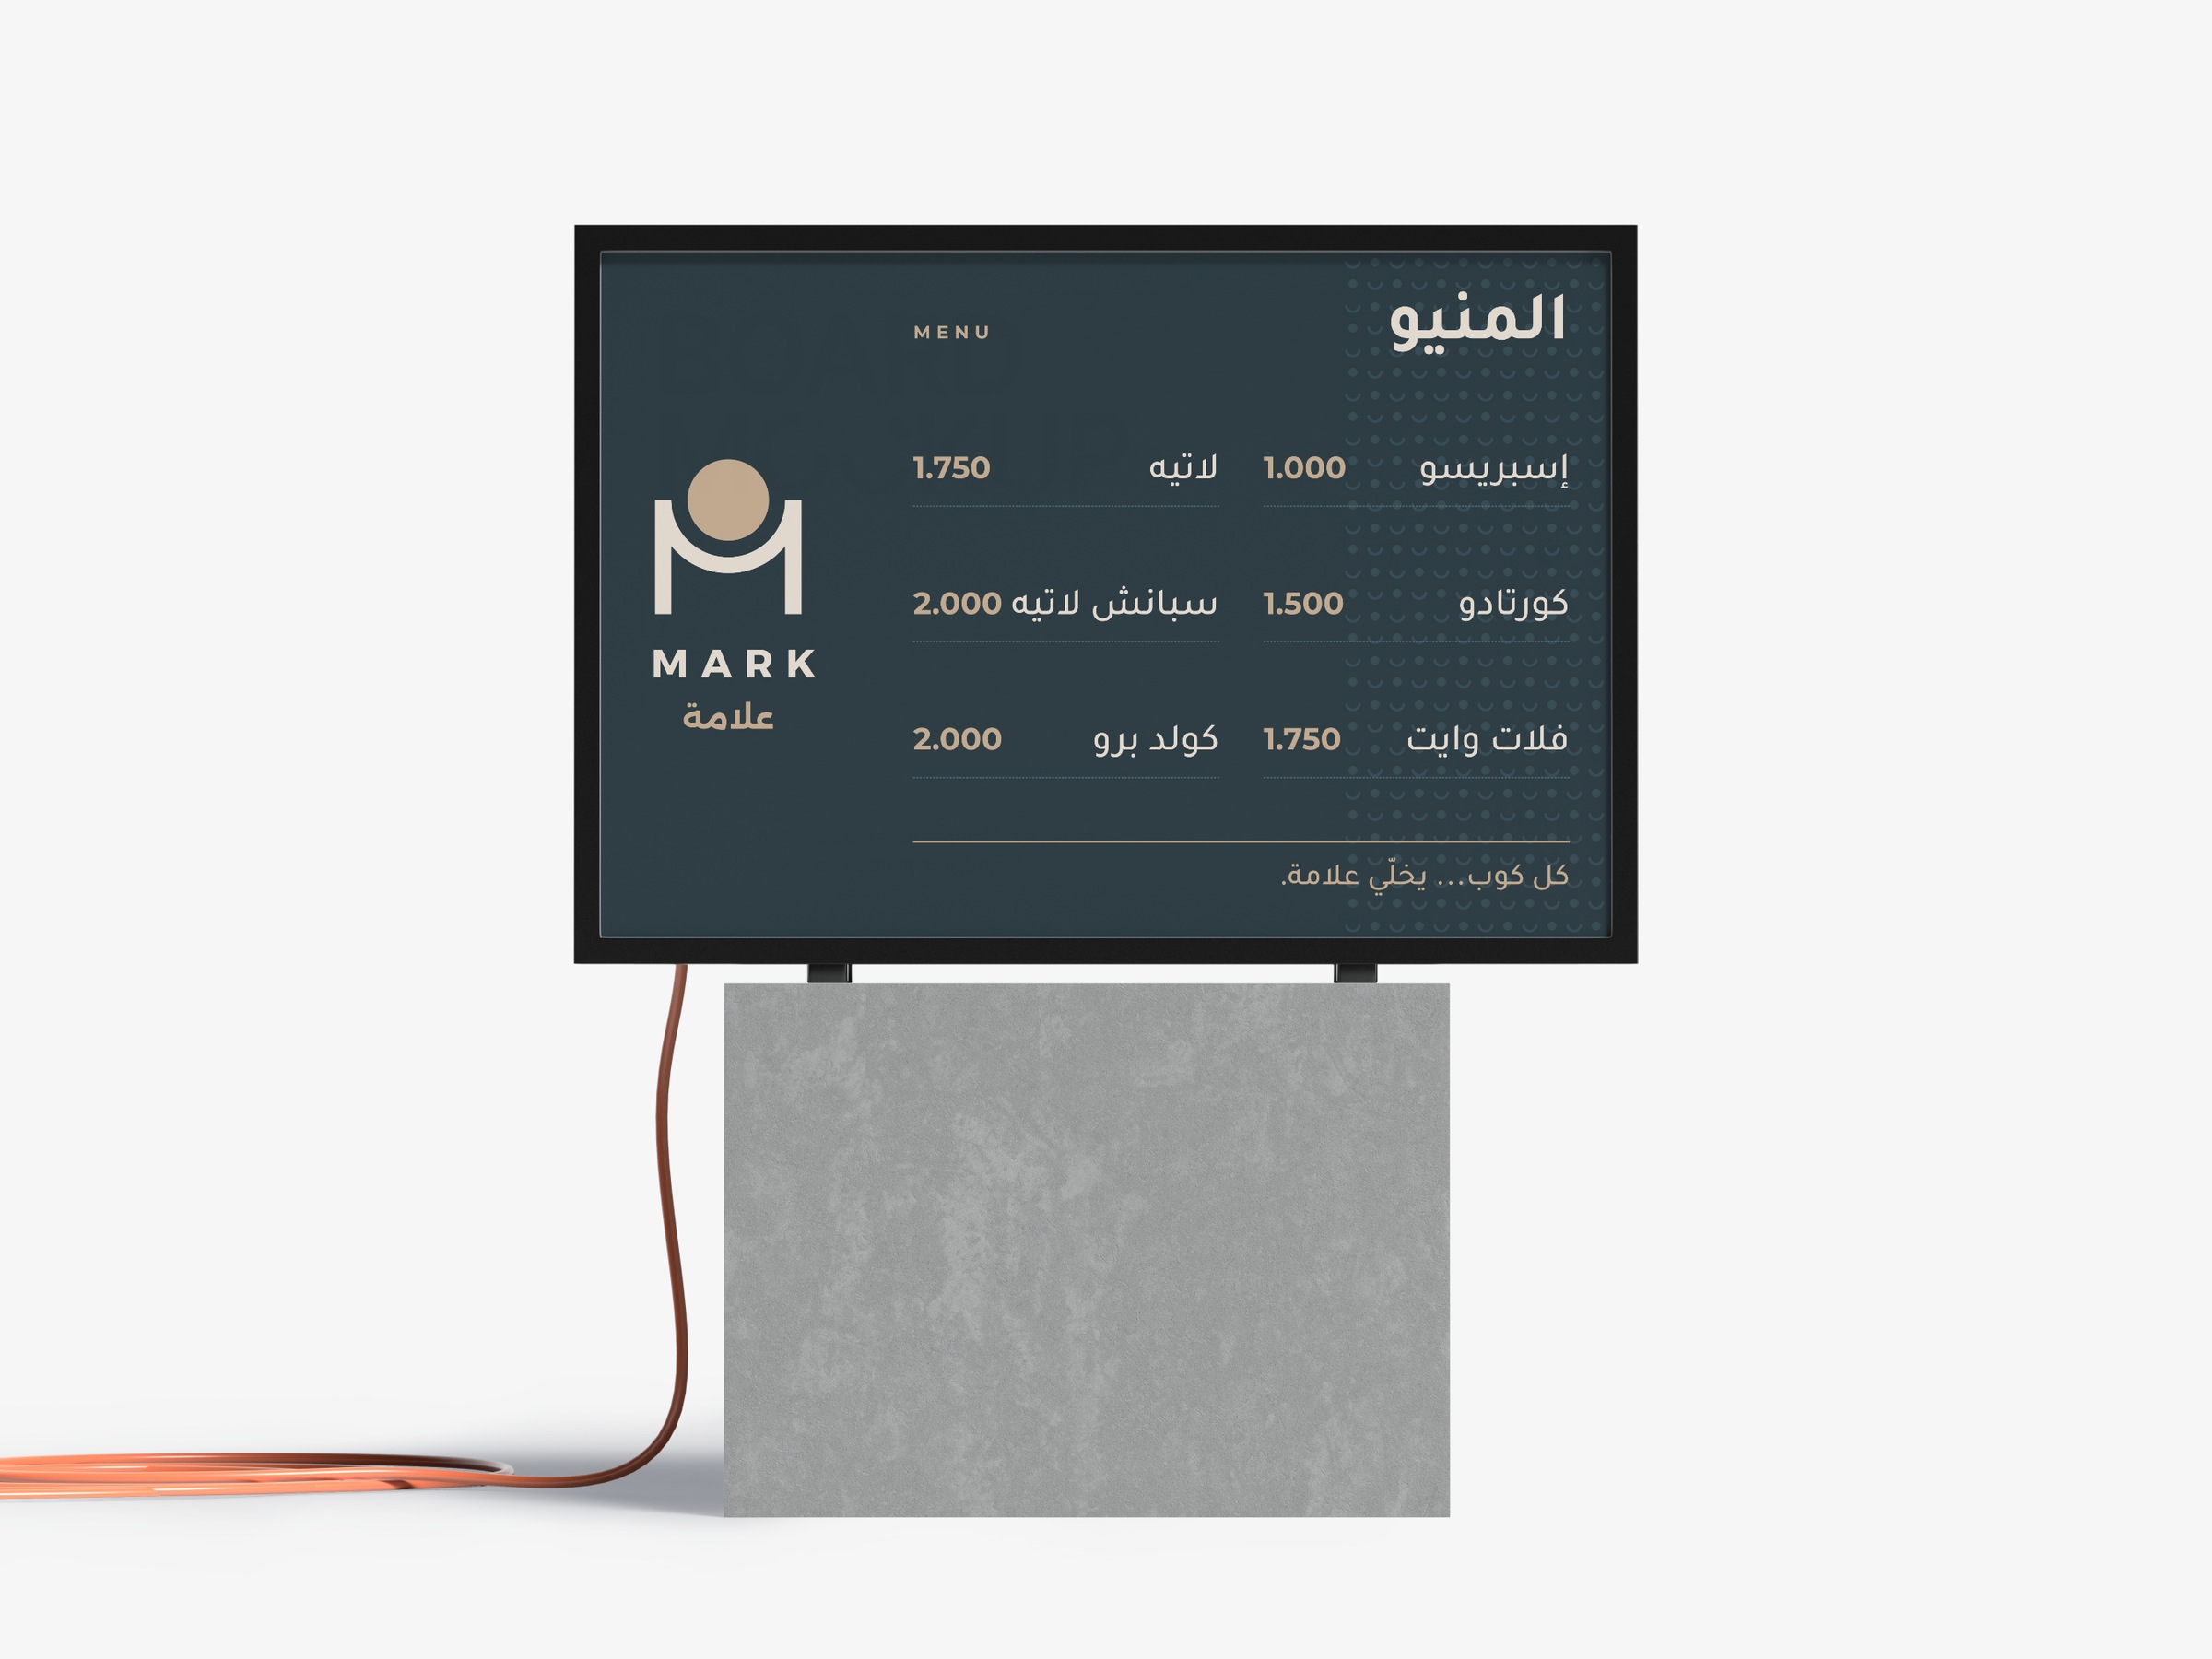 المنيو
MENU
إسبريسو 1.000
لاتيه 1.750
كورتادو 1.500
سبانش لاتيه 2.000
فلات وايت 1.750
كولد برو 2.000
كل كوب... يخلّي علامة.
MARK
علامة